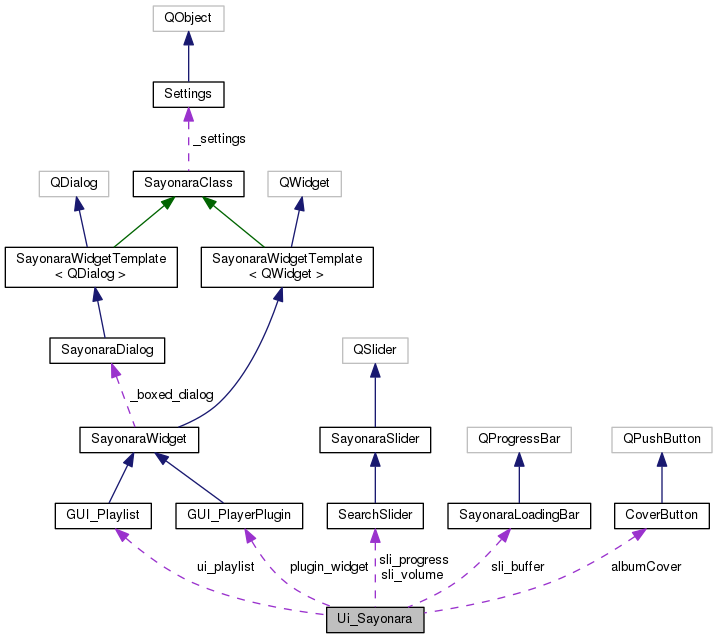 QObject
Settings
_settings
QDialog
SayonaraClass
QWidget
SayonaraWidgetTemplate
< QDialog >
SayonaraWidgetTemplate
< QWidget >
SayonaraDialog
QSlider
_boxed_dialog
SayonaraWidget
SayonaraSlider
QProgressBar
QPushButton
GUI_Playlist
GUI_PlayerPlugin
SearchSlider
SayonaraLoadingBar
CoverButton
ui_playlist
plugin_widget
sli_progress
sli_volume
sli_buffer
albumCover
Ui_Sayonara